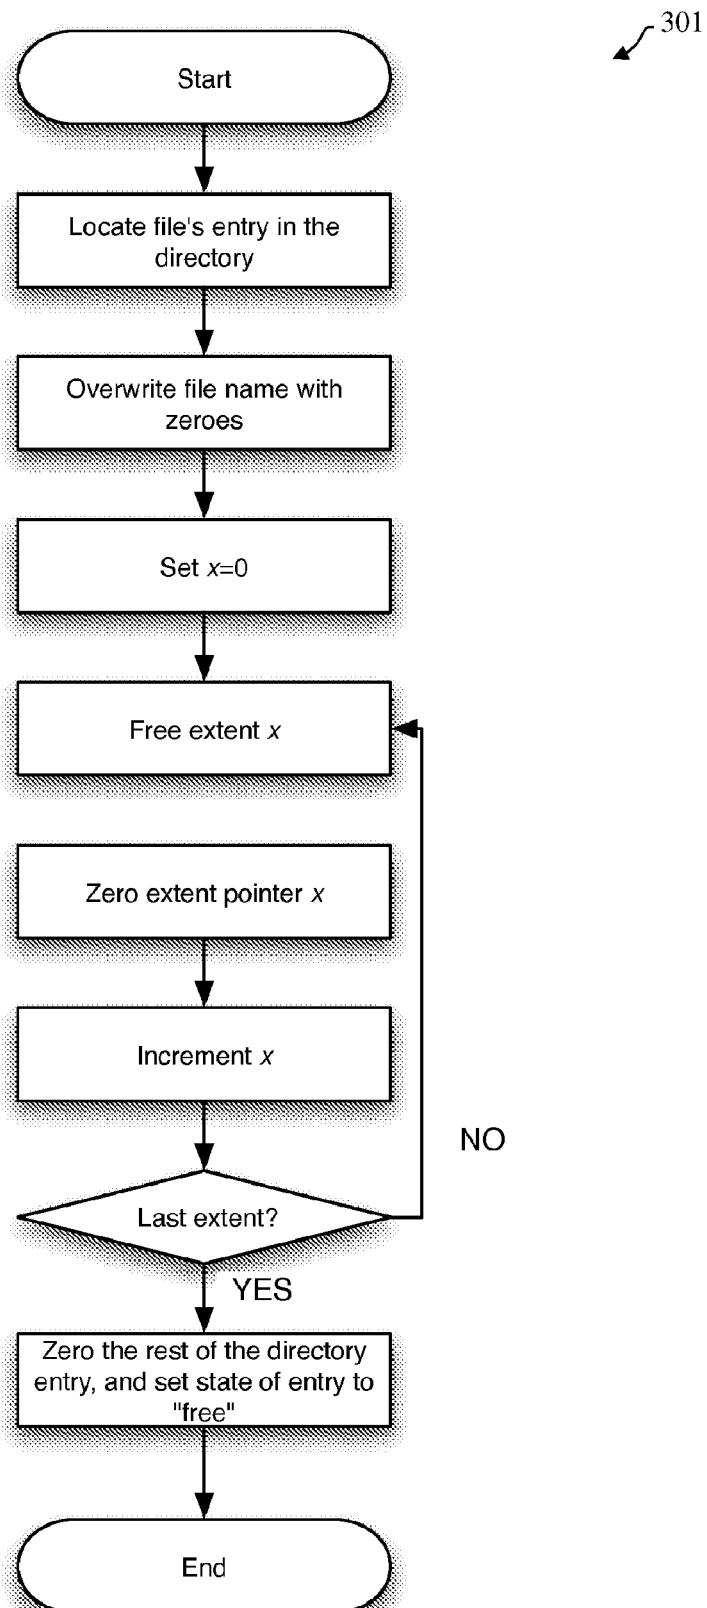 301
Start
Locate file's entry in the
directory
Overwrite file name with
zeroes
Set x=0
Free extent x
Zero extent pointer x
Increment x
NO
Last extent?
YES
Zero the rest of the directory
entry, and set state of entry to
"free"
End